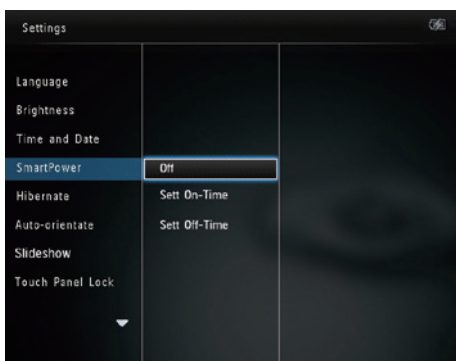 Settings
Language
Brightness
Time and Date
SmartPower
Off
Hibernate
Sett On-Time
Auto-orientate
Sett Off-Time
Slideshow
Touch Panel Lock